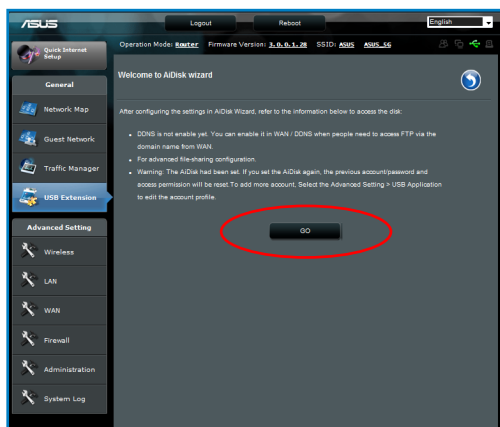 ASUS
Logout
Reboot
English
Quick Internet
Setup
Operation Mode: Router Firmware Version: 3.0.0.1.28 SSID: ASUS ASUS_5G
General
Network Map
Guest Network
Traffic Manager
USB Extension
Advanced Setting
Wireless
LAN
WAN
Firewall
Administration
System Log
Welcome to AiDisk wizard
After configuring the settings in AiDisk Wizard, refer to the information below to access the disk:
DDNS is not enable yet. You can enable it in WAN / DDNS when people need to access FTP via the
domain name from WAN.
For advanced file-sharing configuration.
Warning: The AiDisk had been set. If you set the AiDisk again, the previous account/password and
access permission will be reset.To add more account, Select the Advanced Setting > USB Application
to edit the account profile.
GO